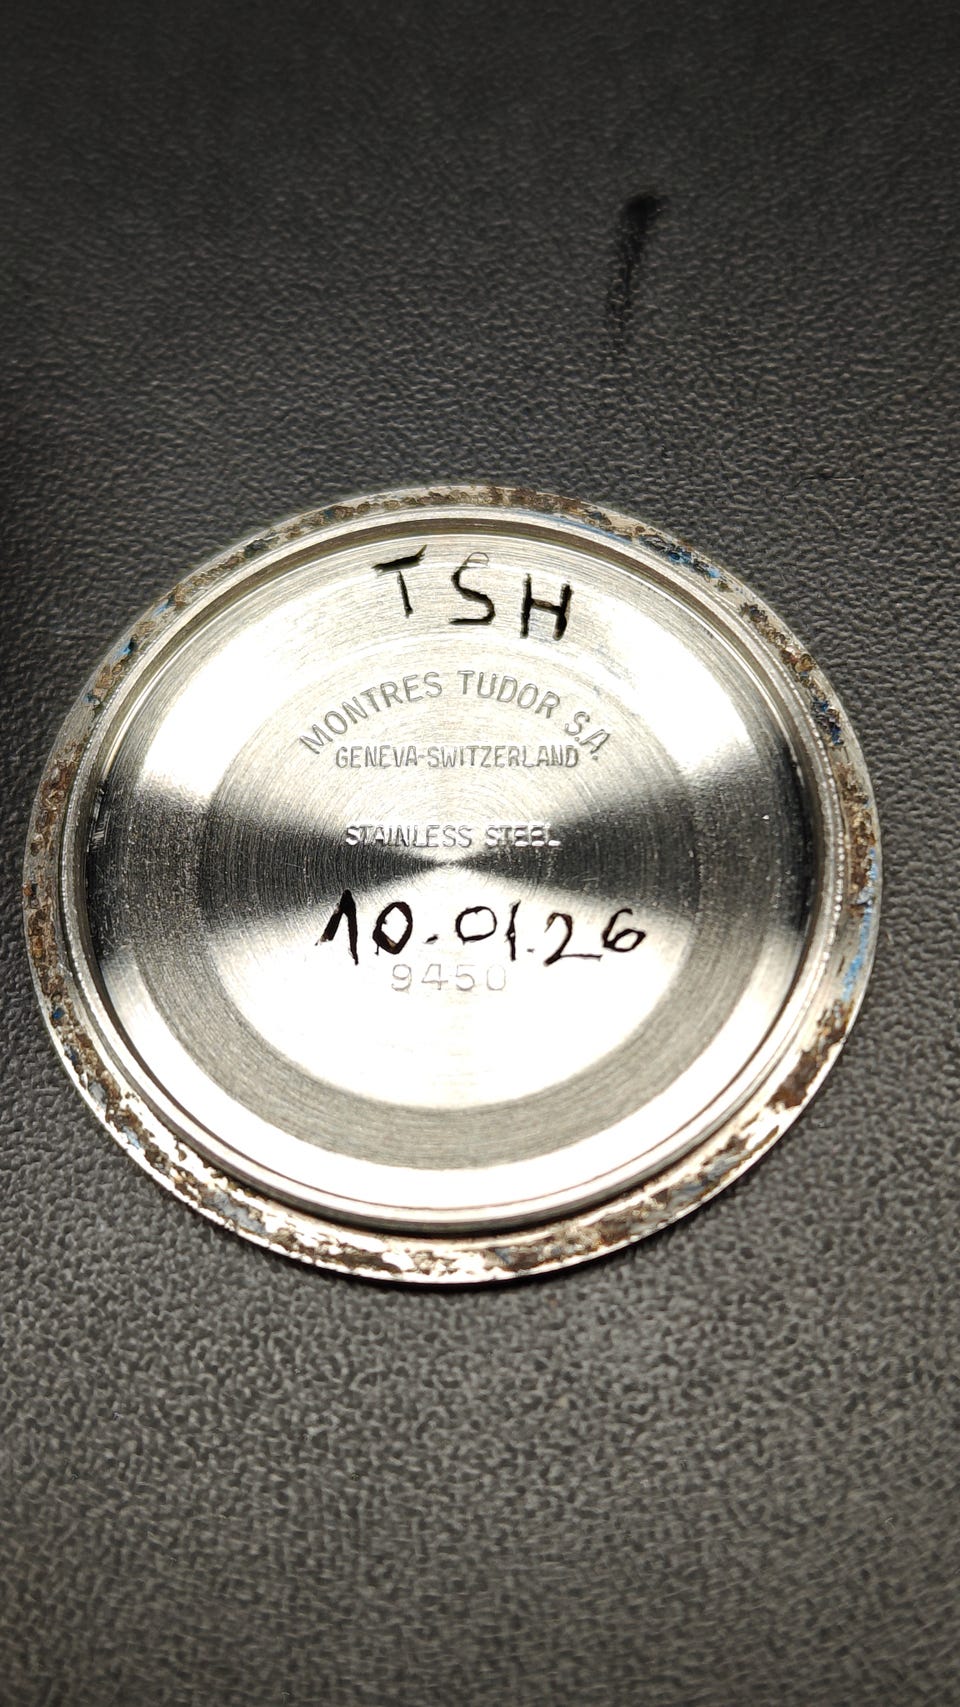 TSH
MONTRES TUDOR S.A.
GENEVA-SWITZERLAND
STAINLESS STEEL
10.01.26
9450